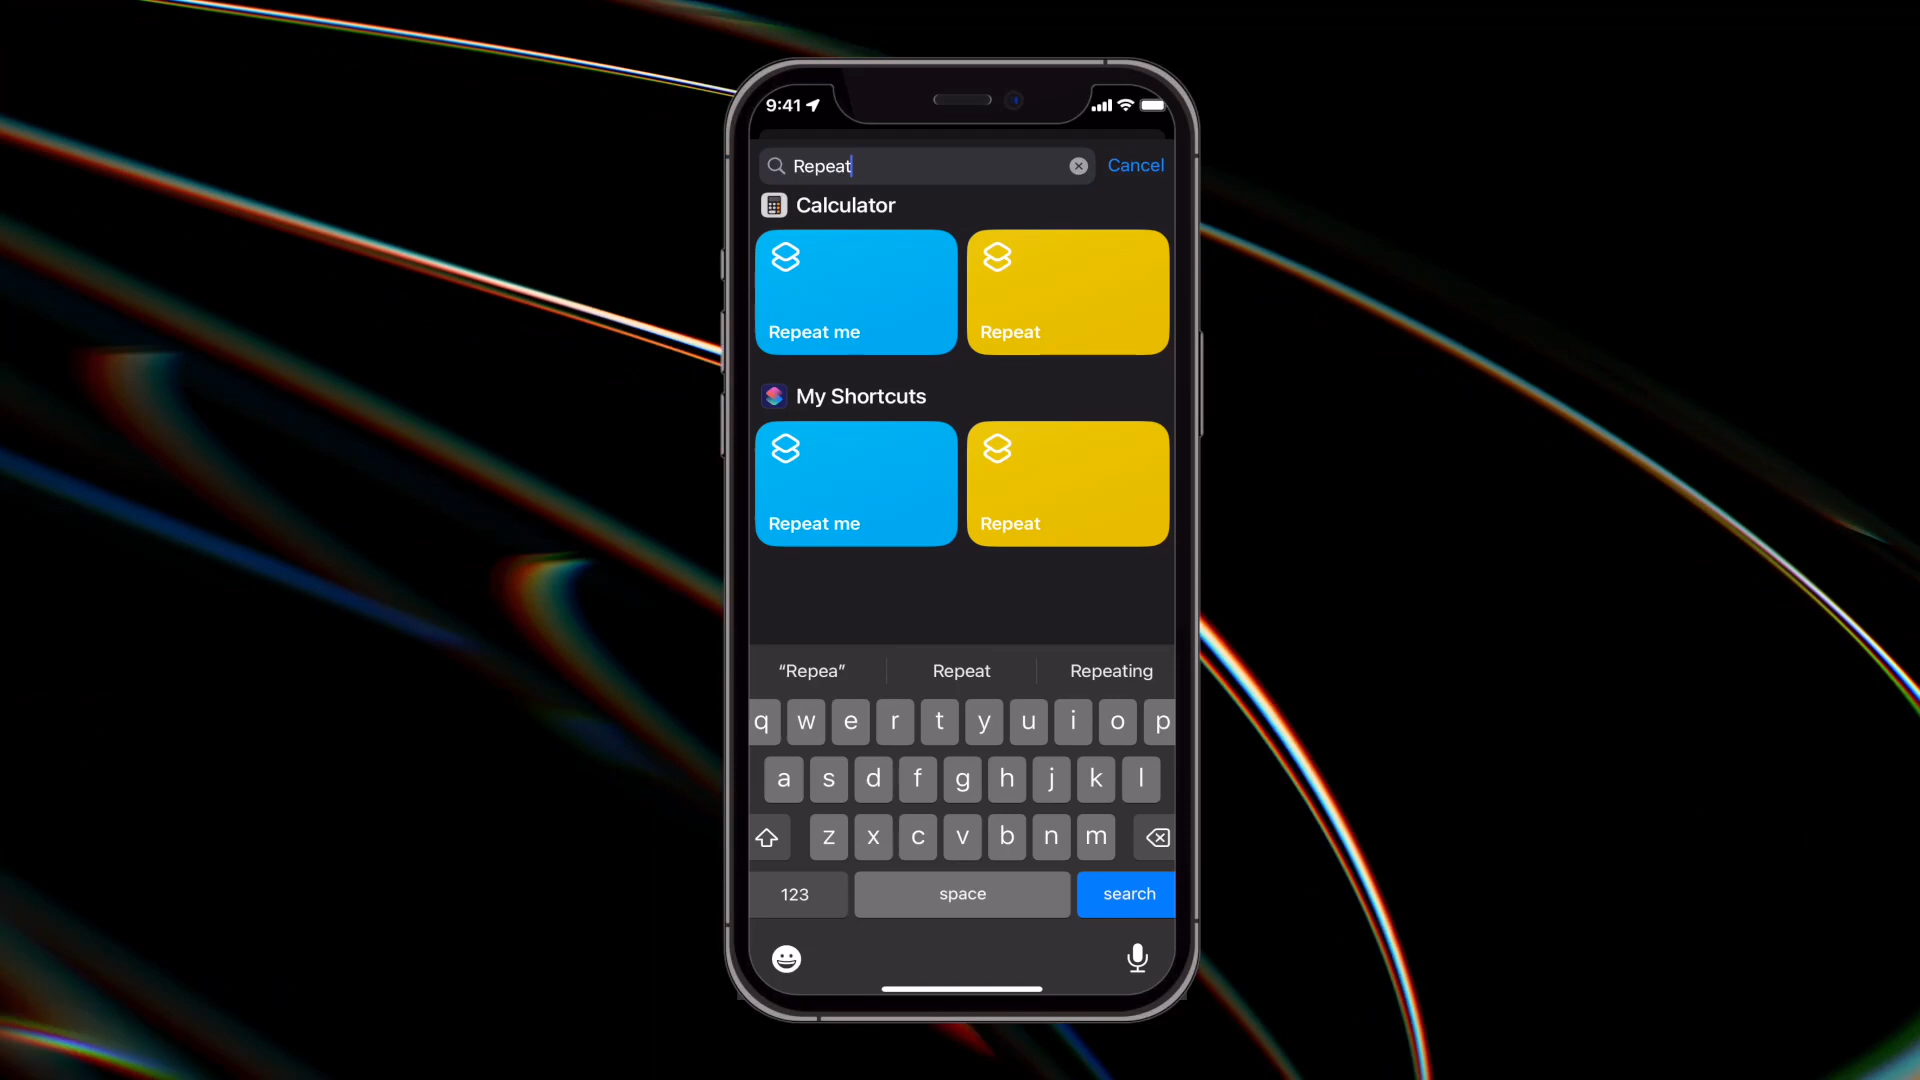 9:41
Repeat
Cancel
Calculator
Repeat me
Repeat
My Shortcuts
Repeat me
Repeat
“Repea”
Repeat
Repeating
q w e r t y u i o p
a s d f g h j k l
z x c v b n m
123
space
search